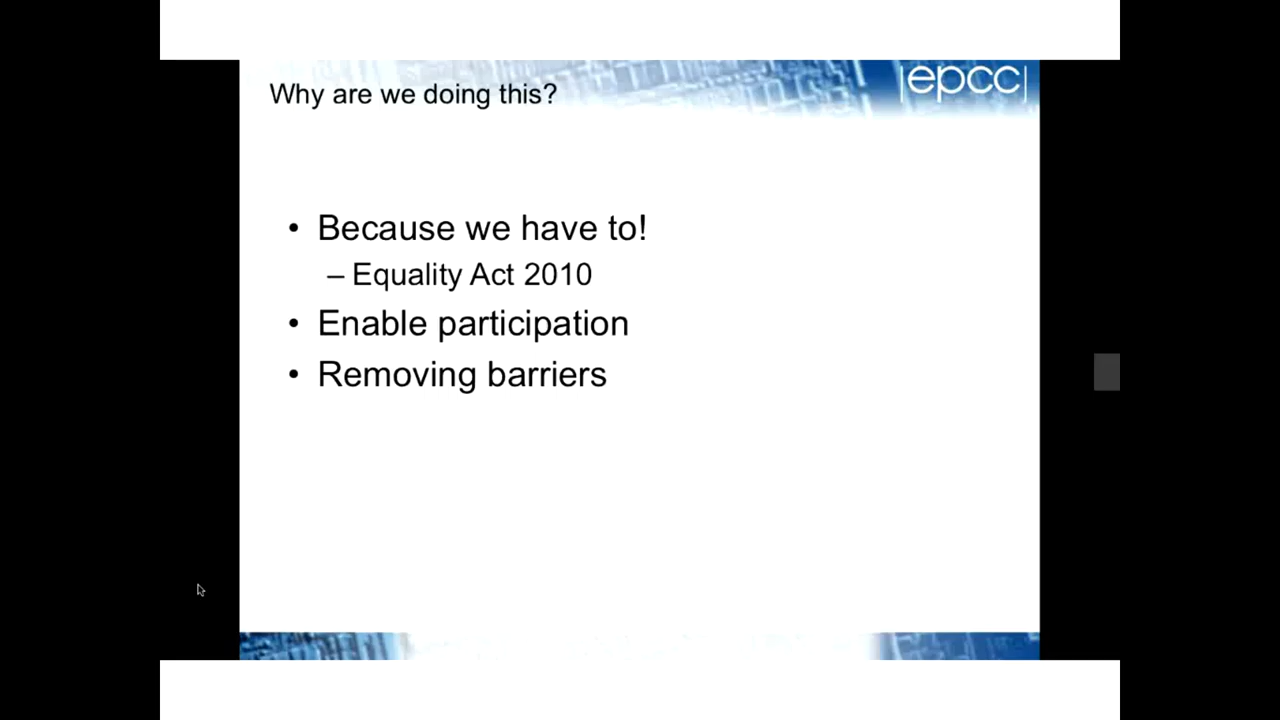 |epcc|
Why are we doing this?
• Because we have to!
– Equality Act 2010
• Enable participation
• Removing barriers